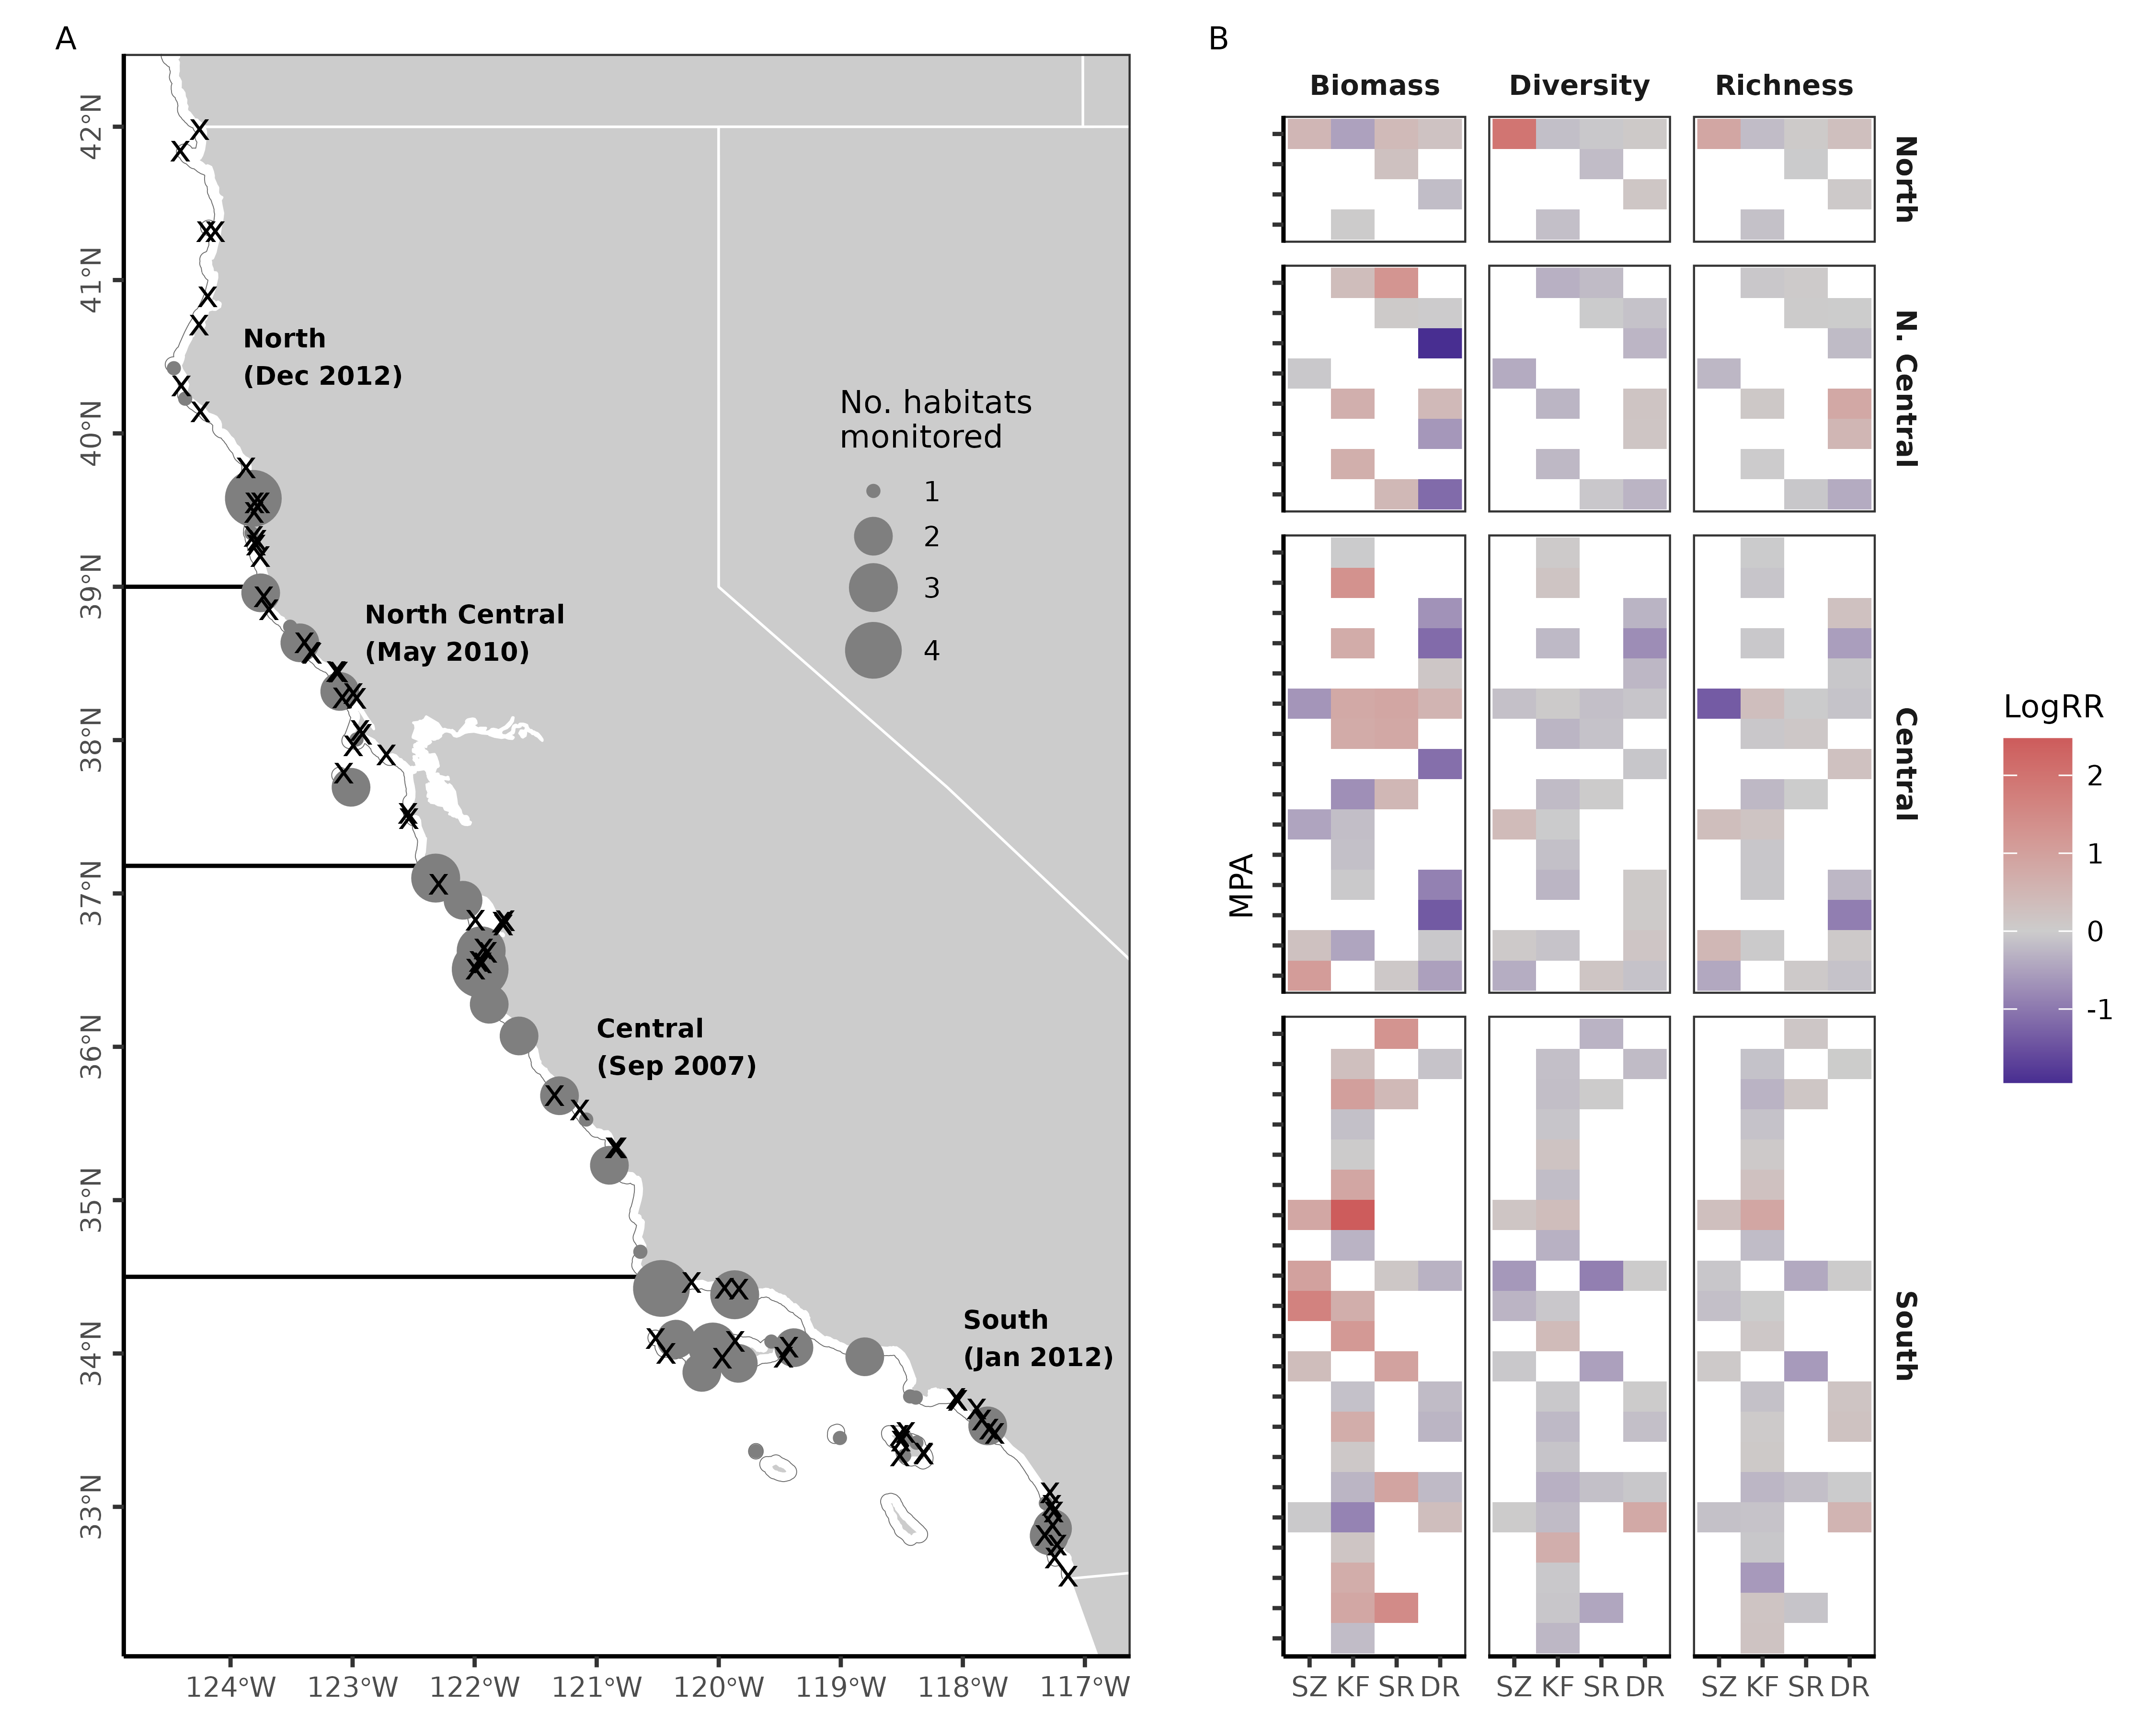 A
42°N
41°N
40°N
39°N
38°N
37°N
36°N
35°N
34°N
33°N
124°W 123°W 122°W 121°W 120°W 119°W 118°W 117°W
North
(Dec 2012)
North Central
(May 2010)
Central
(Sep 2007)
South
(Jan 2012)
No. habitats
monitored
1
2
3
4
B
Biomass Diversity Richness
North
N. Central
Central
South
MPA
SZ KF SR DR SZ KF SR DR SZ KF SR DR
LogRR
2
1
0
-1